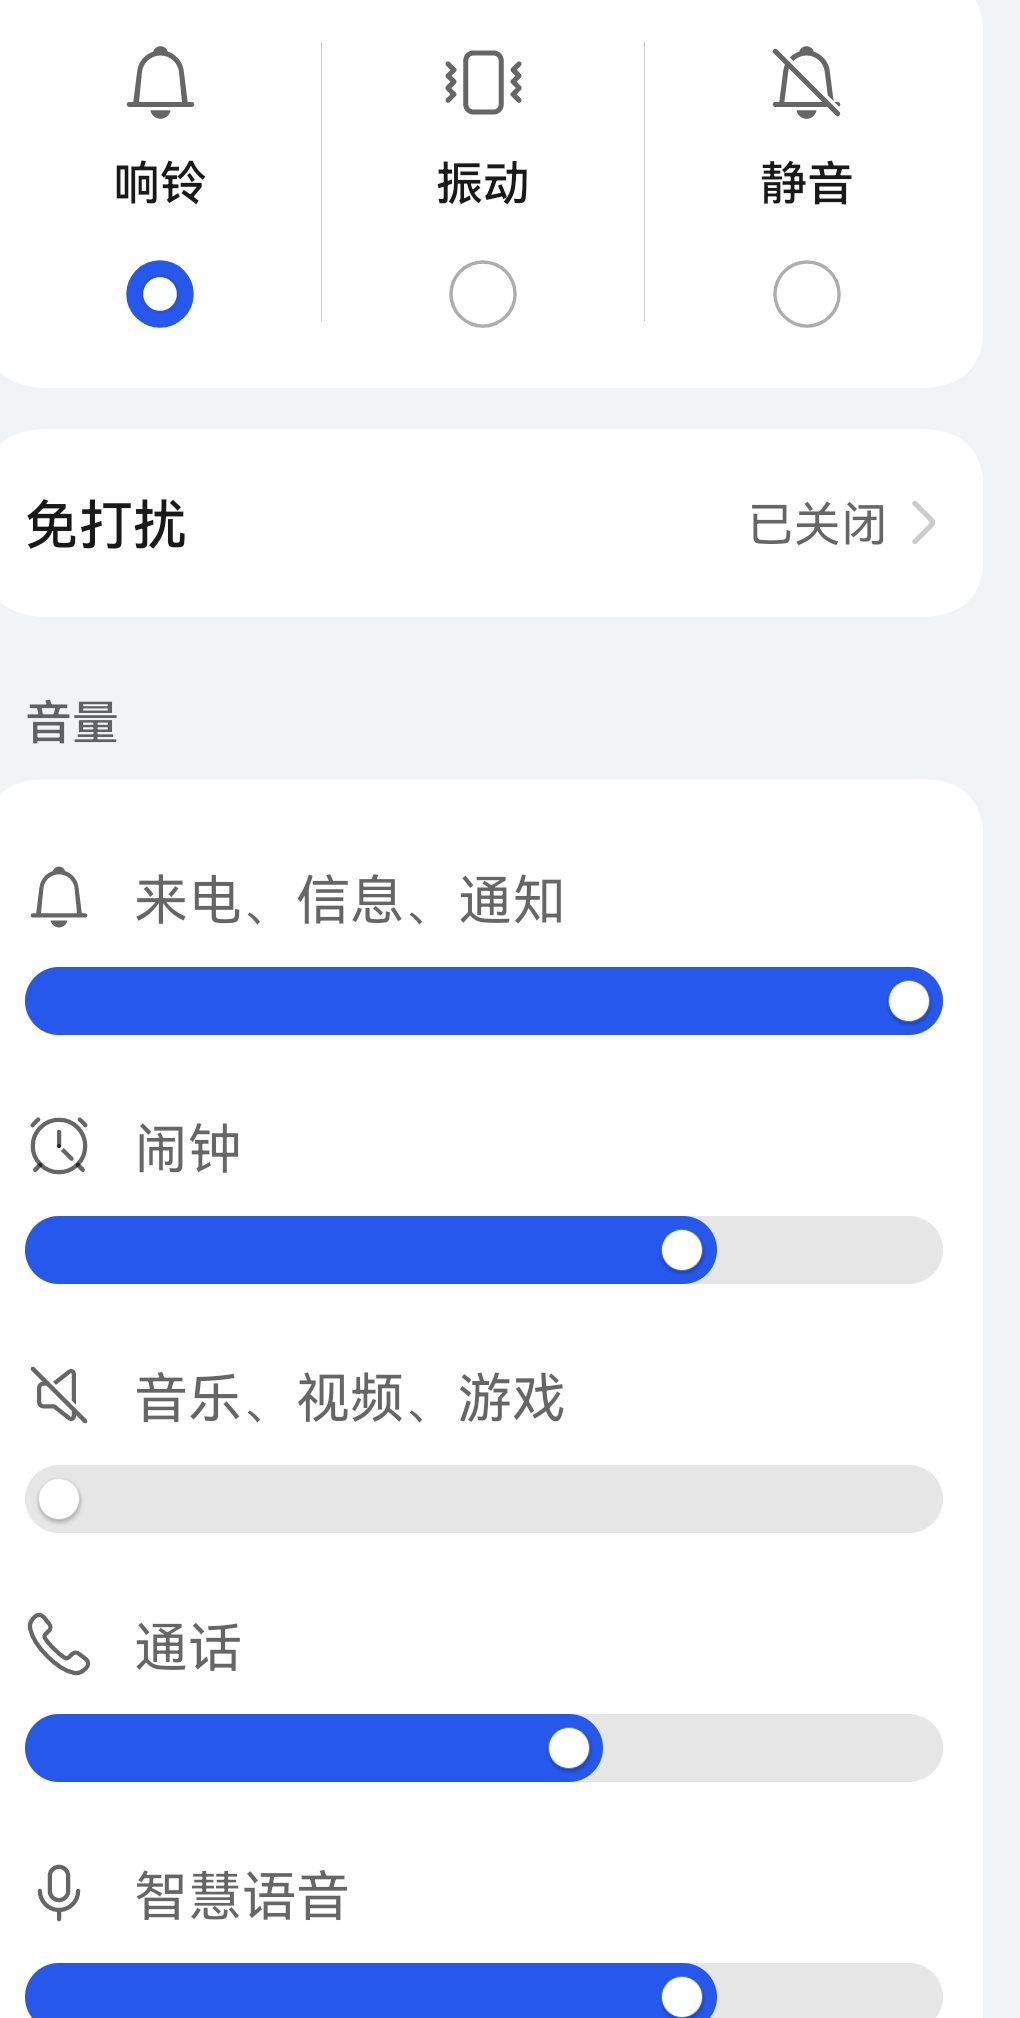 响铃 振动 静音
免打扰 已关闭
音量
来电、信息、通知
闹钟
音乐、视频、游戏
通话
智慧语音